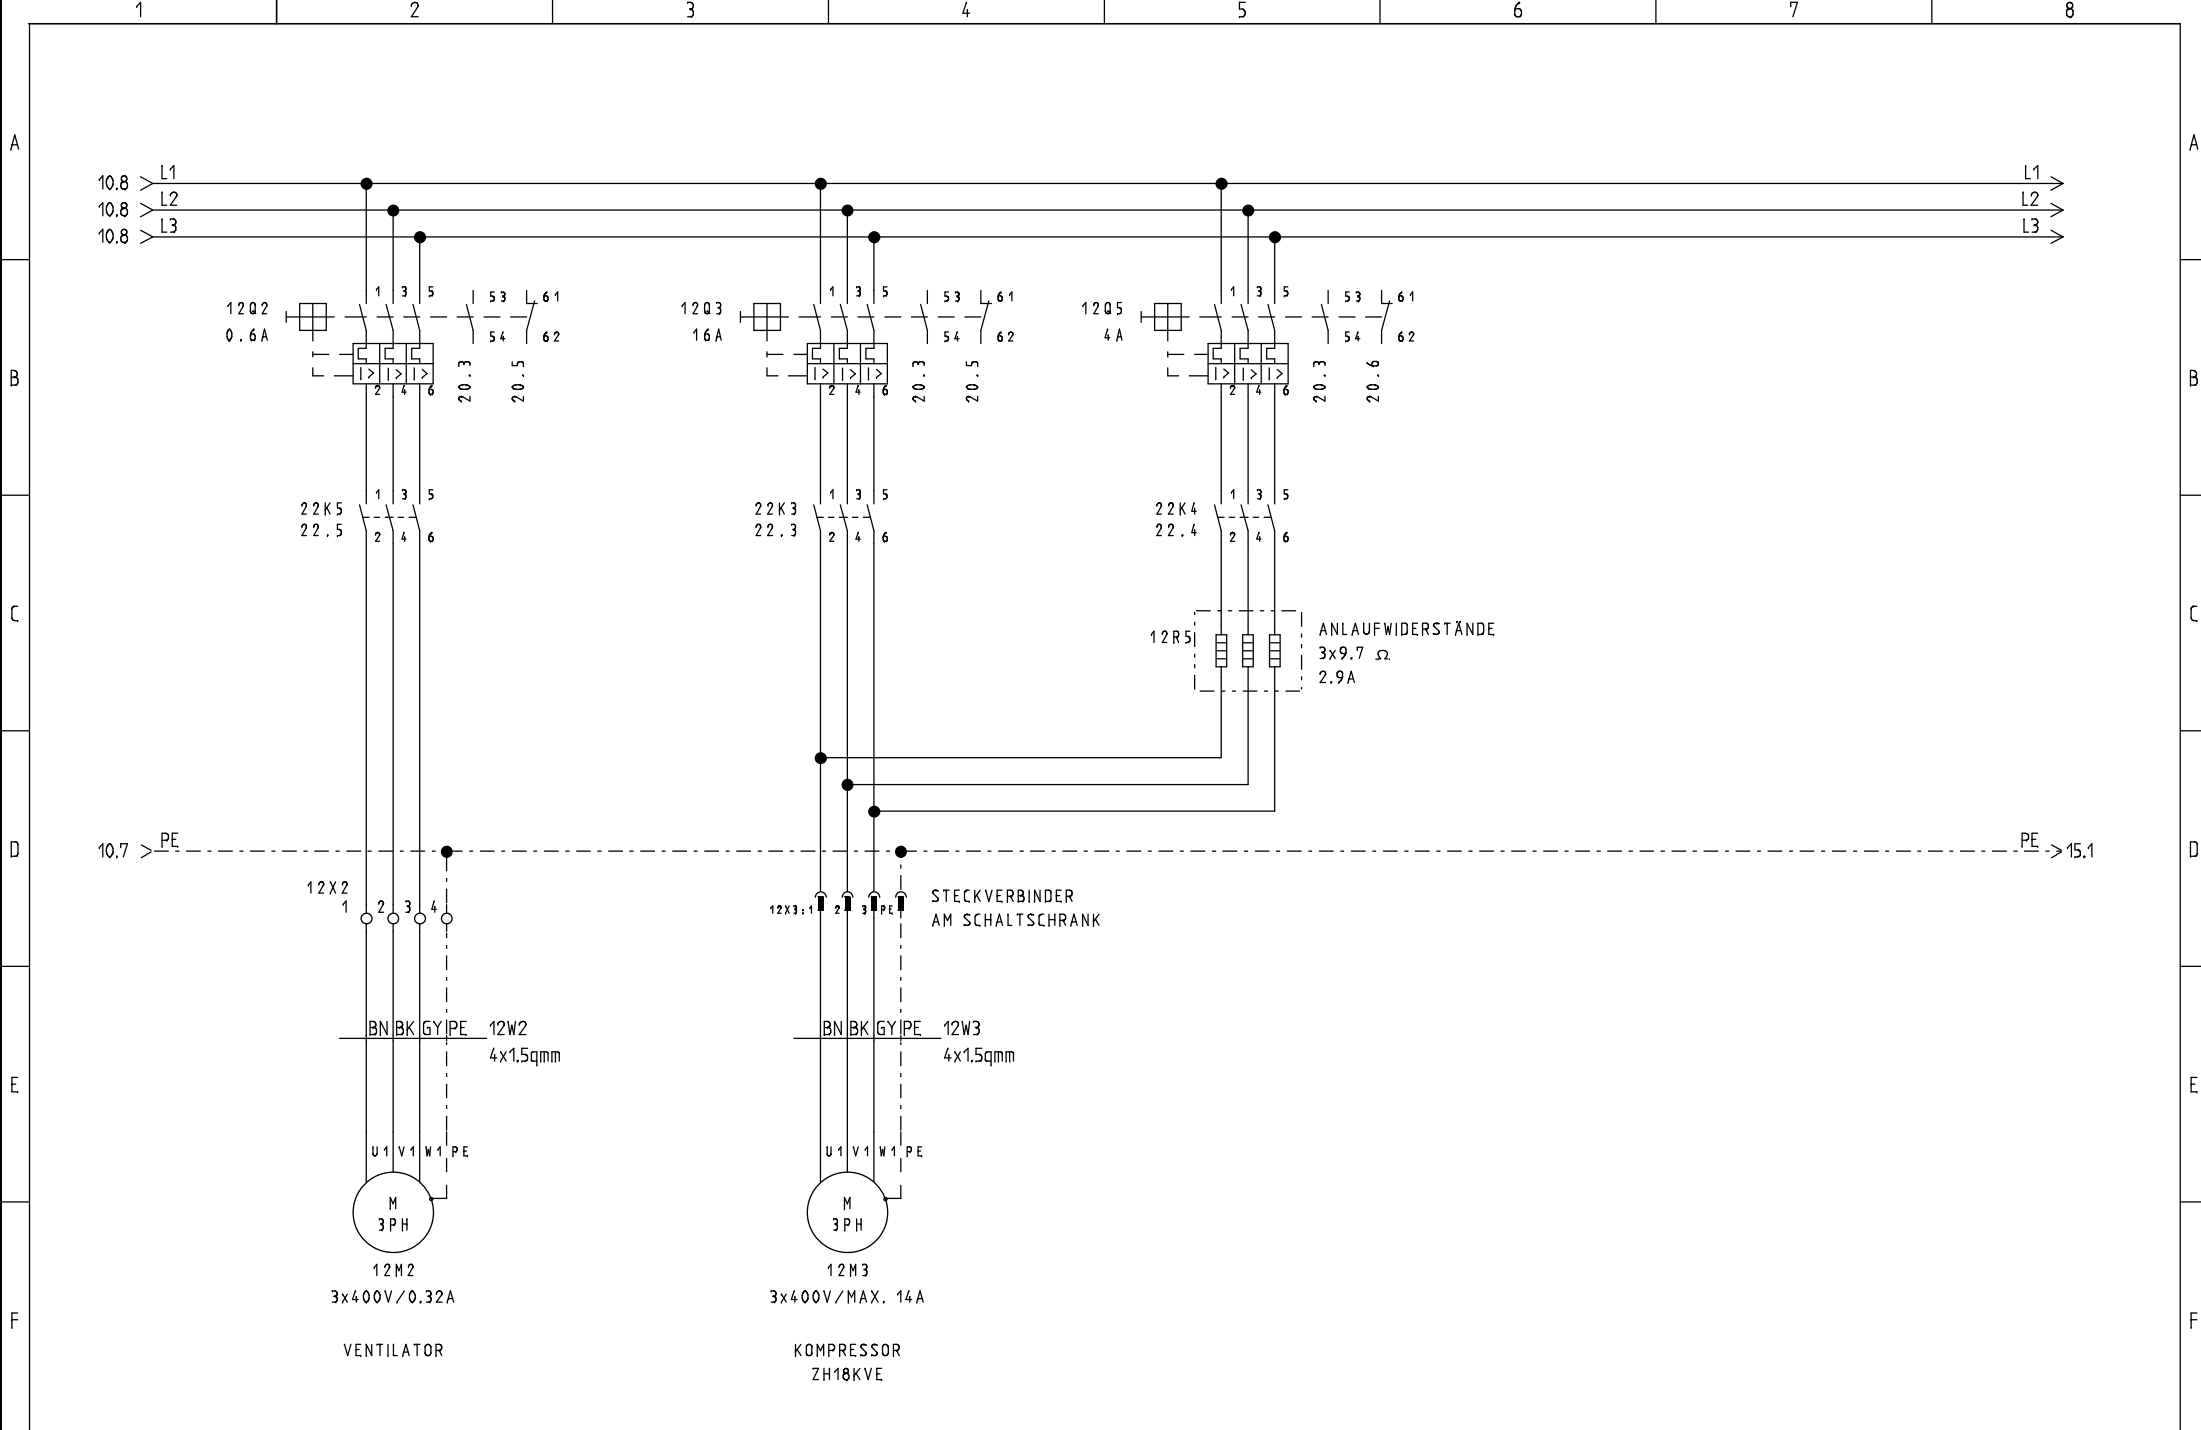 1 2 3 4 5 6 7 8
A A
10.8 L1 L1
10.8 L2 L2
10.8 L3 L3
12Q2 1 3 5 53 61 12Q3 1 3 5 53 61 12Q5 1 3 5 53 61
0.6A 54 62 16A 54 62 4A 54 62
2 4 6 20.3 20.5 2 4 6 20.3 20.5 2 4 6 20.3 20.6
B B
22K5 1 3 5 22K3 1 3 5 22K4 1 3 5
22.5 2 4 6 22.3 2 4 6 22.4 2 4 6
C C
12R5 ANLAUFWIDERSTÄNDE
3x9.7 Ω
2.9A
D 10.7 PE PE 15.1 D
12X2
1 2 3 4
12X3:1 2 3 PE
STECKVERBINDER
AM SCHALTSCHRANK
BN BK GY PE 12W2 BN BK GY PE 12W3
4x1.5qmm 4x1.5qmm
E E
U1 V1 W1 PE U1 V1 W1 PE
M M
3PH 3PH
12M2 12M3
3x400V/0.32A 3x400V/MAX. 14A
F F
VENTILATOR KOMPRESSOR
ZH18KVE